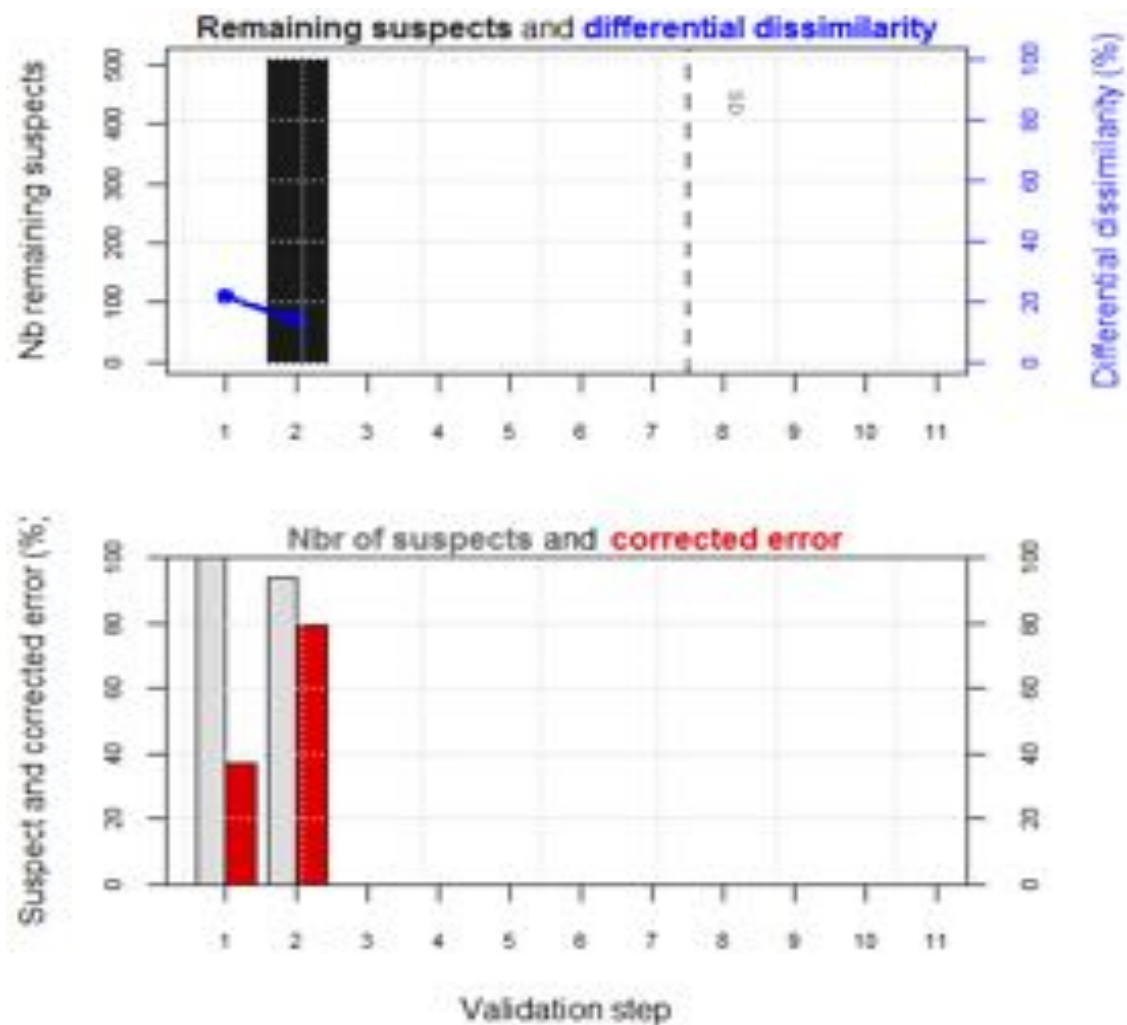 Remaining suspects and differential dissimilarity
Nb remaining suspects
500
400
300
200
100
0
SD
100
80
60
40
20
0
Differential dissimilarity (%)
1 2 3 4 5 6 7 8 9 10 11
Nbr of suspects and corrected error
Suspect and corrected error (%)
100
80
60
40
20
0
100
80
60
40
20
0
1 2 3 4 5 6 7 8 9 10 11
Validation step